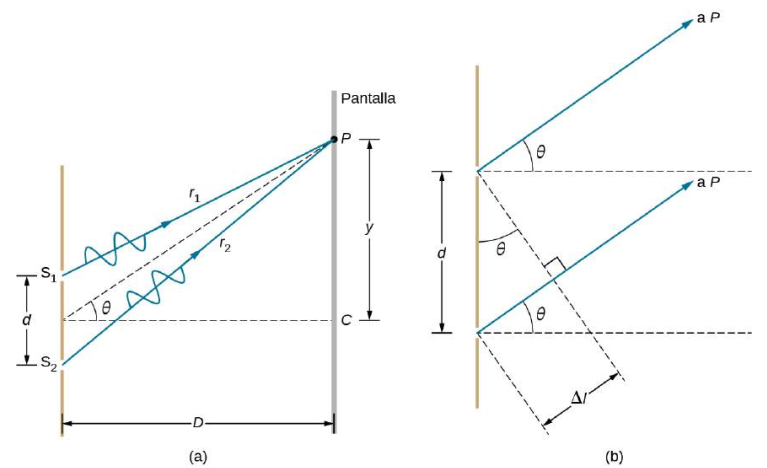 Pantalla
P
r₁
r₂
y
S₁
d
θ
C
S₂
D
(a)
a P
θ
a P
d
θ
θ
Δl
(b)